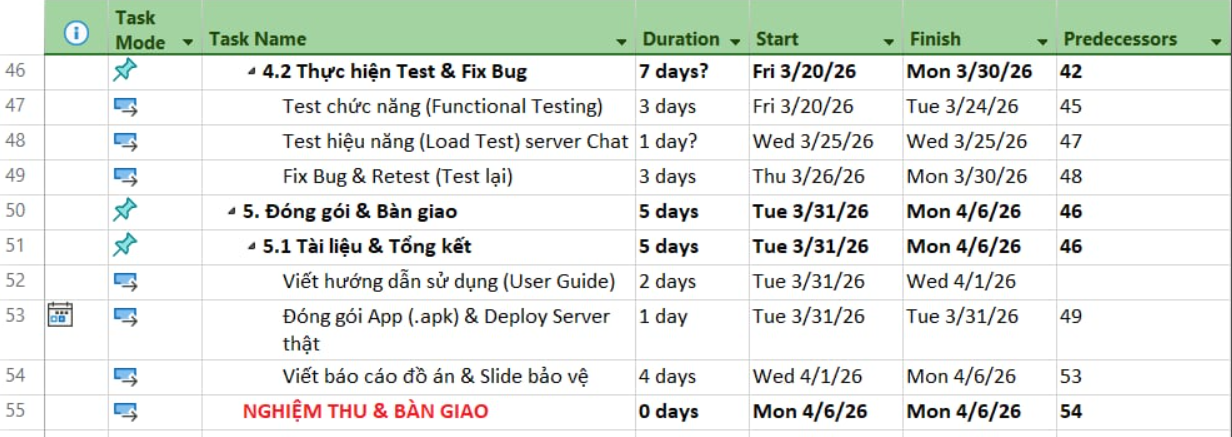 Task Mode Task Name Duration Start Finish Predecessors
46 4.2 Thực hiện Test & Fix Bug 7 days? Fri 3/20/26 Mon 3/30/26 42
47 Test chức năng (Functional Testing) 3 days Fri 3/20/26 Tue 3/24/26 45
48 Test hiệu năng (Load Test) server Chat 1 day? Wed 3/25/26 Wed 3/25/26 47
49 Fix Bug & Retest (Test lại) 3 days Thu 3/26/26 Mon 3/30/26 48
50 5. Đóng gói & Bàn giao 5 days Tue 3/31/26 Mon 4/6/26 46
51 5.1 Tài liệu & Tổng kết 5 days Tue 3/31/26 Mon 4/6/26 46
52 Viết hướng dẫn sử dụng (User Guide) 2 days Tue 3/31/26 Wed 4/1/26
53 Đóng gói App (.apk) & Deploy Server 1 day Tue 3/31/26 Tue 3/31/26 49
thật
54 Viết báo cáo đồ án & Slide bảo vệ 4 days Wed 4/1/26 Mon 4/6/26 53
55 NGHIỆM THU & BÀN GIAO 0 days Mon 4/6/26 Mon 4/6/26 54